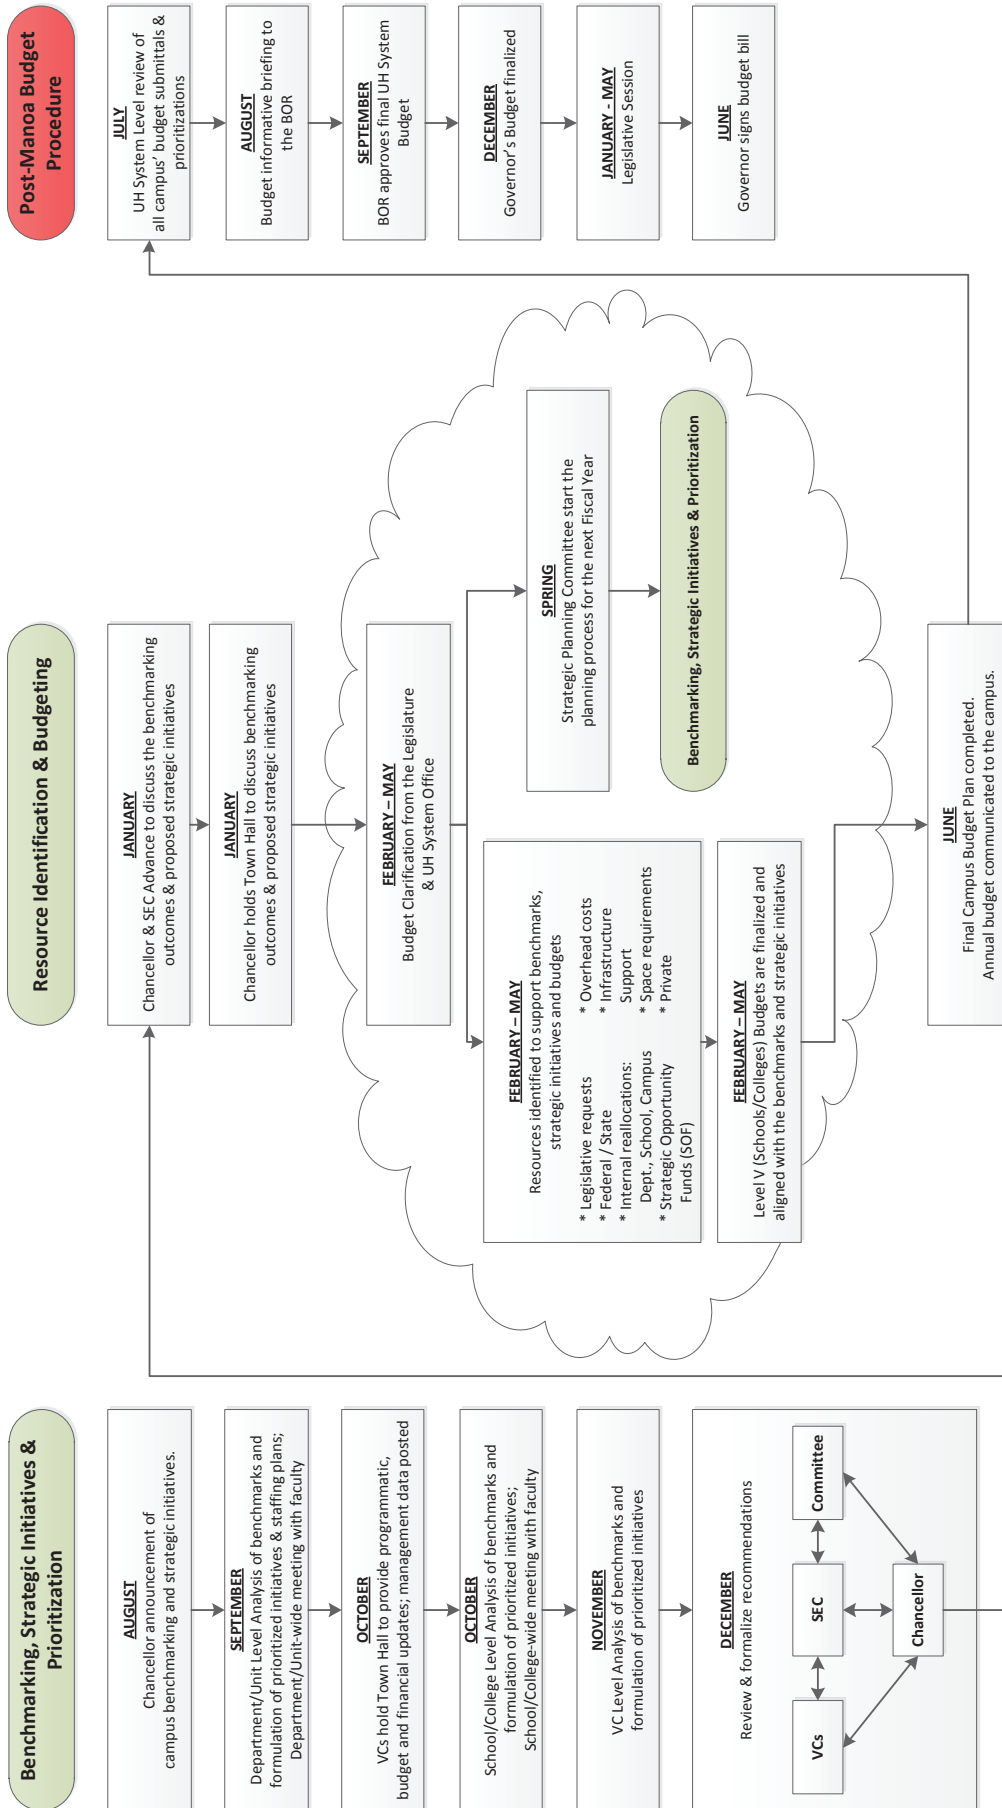 Benchmarking, Strategic Initiatives &
Prioritization
AUGUST
Chancellor announcement of
campus benchmarking and strategic initiatives.
SEPTEMBER
Department/Unit Level Analysis of benchmarks and
formulation of prioritized initiatives & staffing plans;
Department/Unit-wide meeting with faculty
OCTOBER
VCs hold Town Hall to provide programmatic,
budget and financial updates; management data posted
OCTOBER
School/College Level Analysis of benchmarks and
formulation of prioritized initiatives;
School/College-wide meeting with faculty
NOVEMBER
VC Level Analysis of benchmarks and
formulation of prioritized initiatives
DECEMBER
Review & formalize recommendations
VCs
SEC
Committee
Chancellor
Resource Identification & Budgeting
JANUARY
Chancellor & SEC Advance to discuss the benchmarking
outcomes & proposed strategic initiatives
JANUARY
Chancellor holds Town Hall to discuss benchmarking
outcomes & proposed strategic initiatives
FEBRUARY – MAY
Budget Clarification from the Legislature
& UH System Office
FEBRUARY – MAY
Resources identified to support benchmarks,
strategic initiatives and budgets
* Legislative requests
* Federal / State
* Internal reallocations:
Dept., School, Campus
* Strategic Opportunity
Funds (SOF)
* Overhead costs
* Infrastructure
Support
* Space requirements
* Private
FEBRUARY – MAY
Level V (Schools/Colleges) Budgets are finalized and
aligned with the benchmarks and strategic initiatives
SPRING
Strategic Planning Committee start the
planning process for the next Fiscal Year
Benchmarking, Strategic Initiatives & Prioritization
JUNE
Final Campus Budget Plan completed.
Annual budget communicated to the campus.
Post-Manoa Budget
Procedure
JULY
UH System Level review of
all campus' budget submittals &
prioritizations
AUGUST
Budget informative briefing to
the BOR
SEPTEMBER
BOR approves final UH System
Budget
DECEMBER
Governor's Budget finalized
JANUARY - MAY
Legislative Session
JUNE
Governor signs budget bill